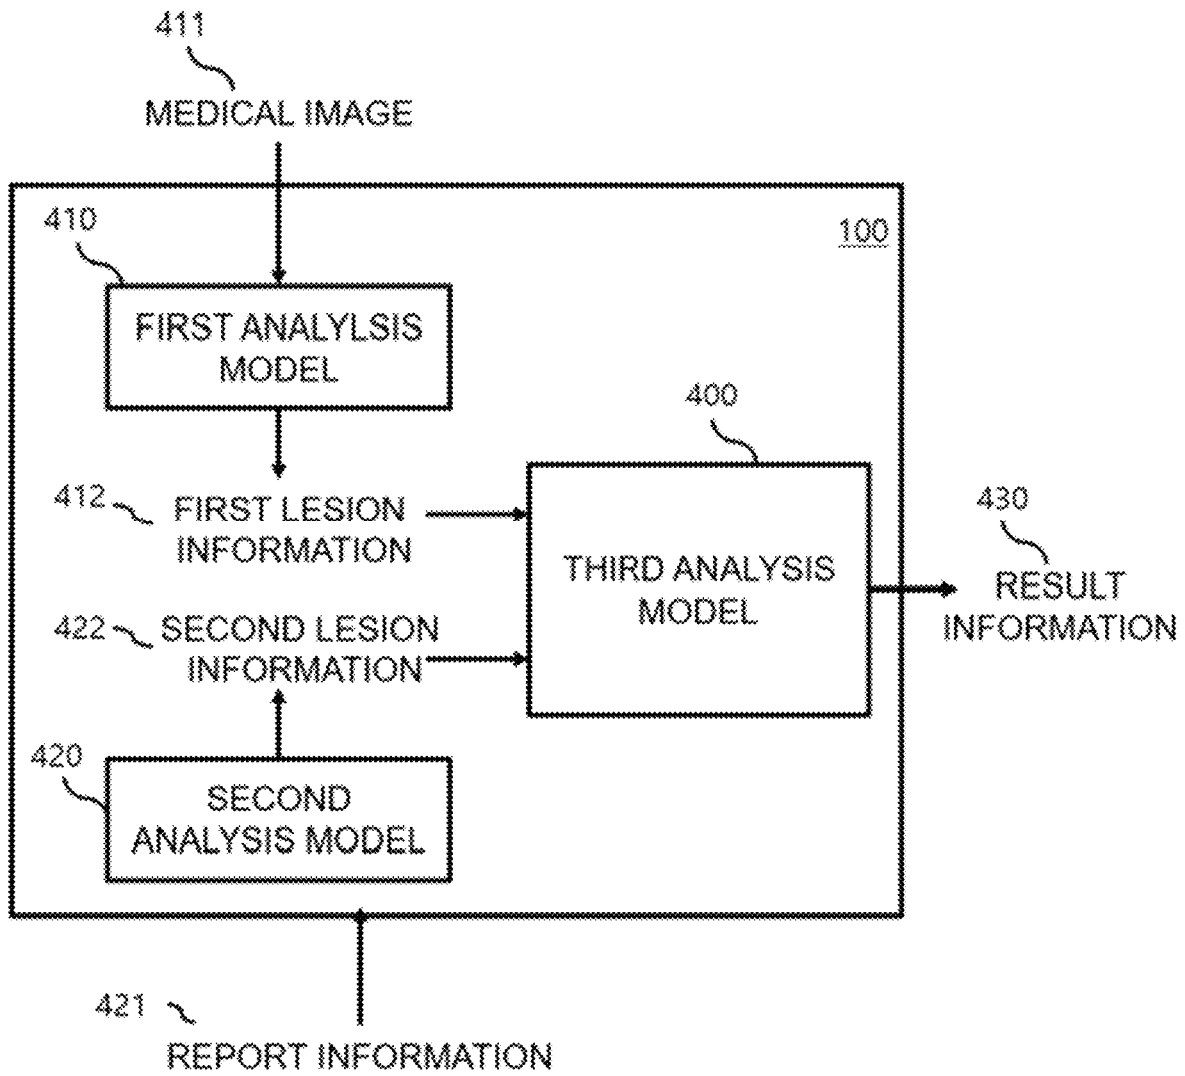 411
MEDICAL IMAGE
410
100
FIRST ANALYLSIS
MODEL
400
412
FIRST LESION
INFORMATION
430
THIRD ANALYSIS
MODEL
RESULT
INFORMATION
422
SECOND LESION
INFORMATION
420
SECOND
ANALYSIS MODEL
421
REPORT INFORMATION